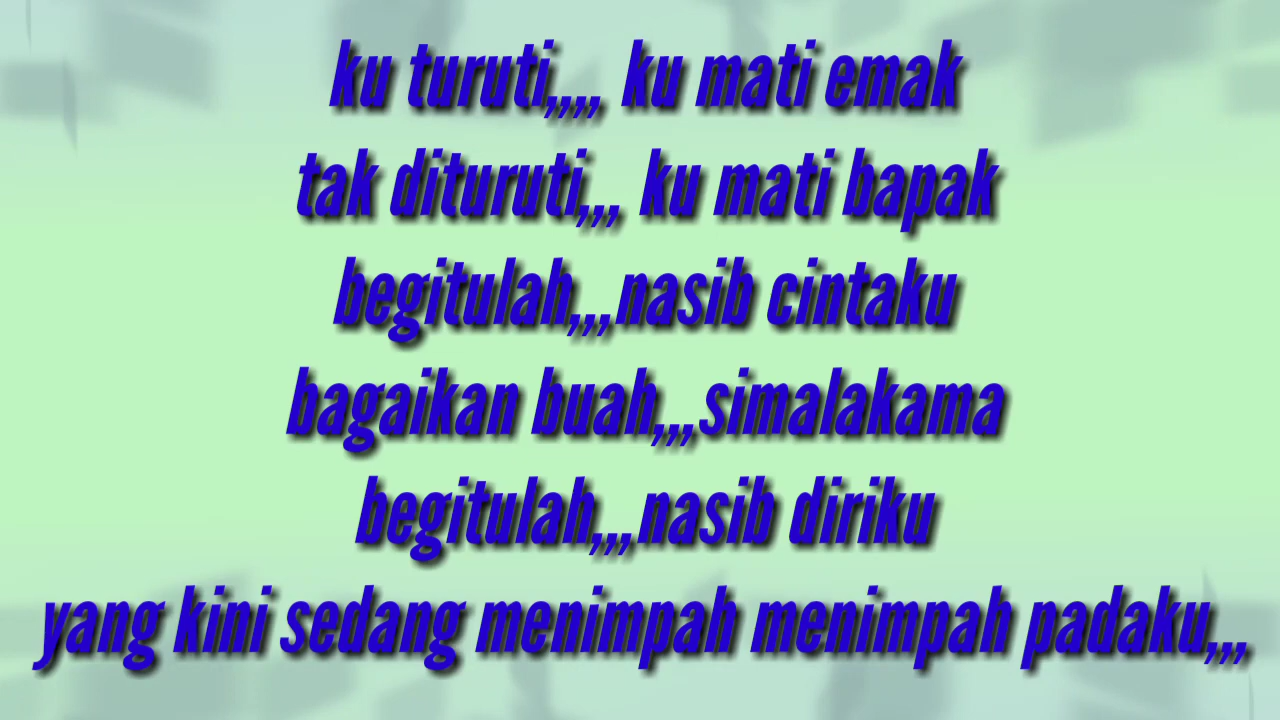 ku turuti,,,, ku mati emak
tak dituruti,,, ku mati bapak
begitulah,,,nasib cintaku
bagaikan buah,,,simalakama
begitulah,,,nasib diriku
yang kini sedang menimpah menimpah padaku,,,